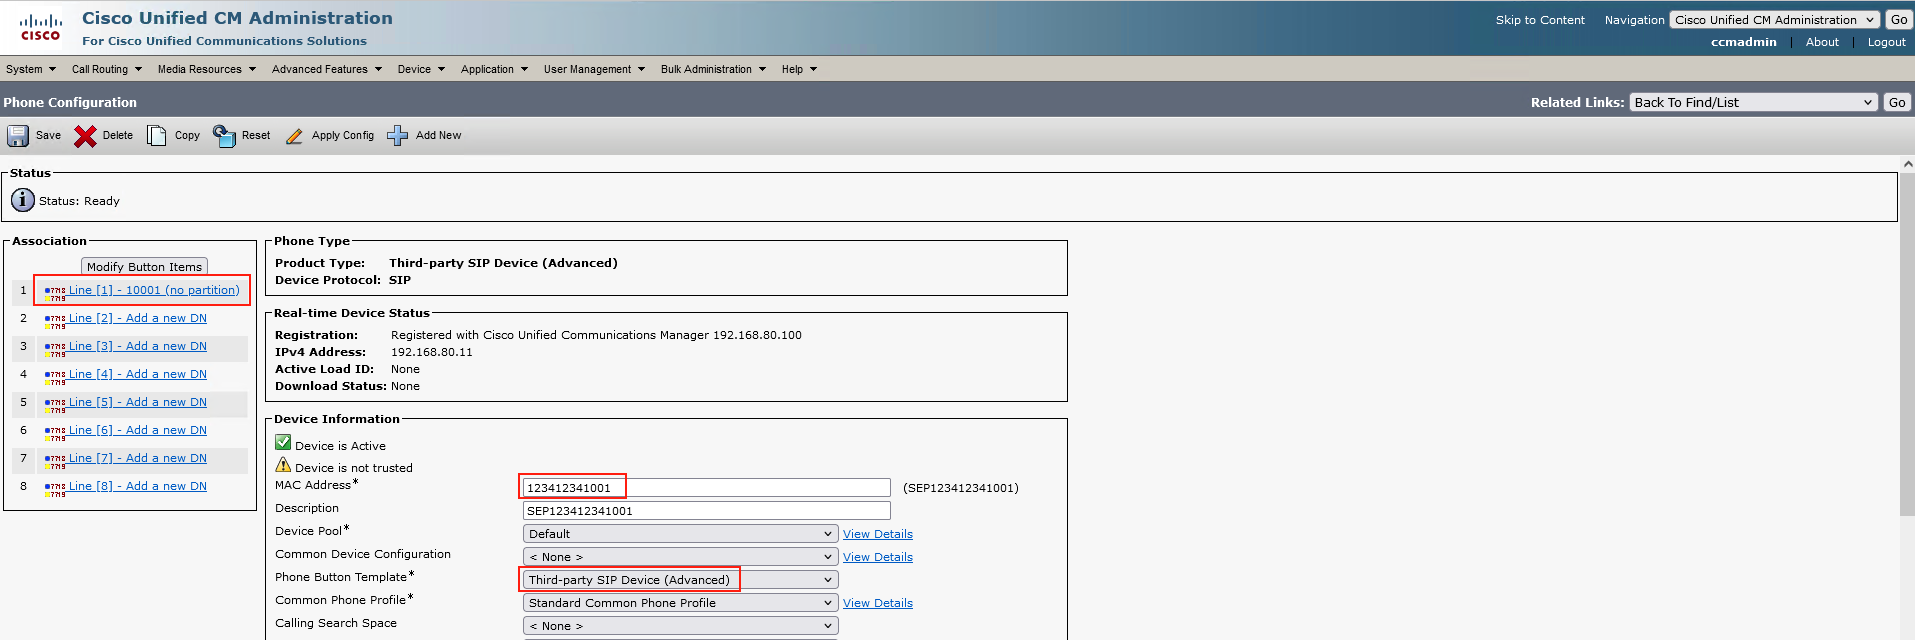 Cisco Unified CM Administration
For Cisco Unified Communications Solutions
CISCO
Skip to Content Navigation Cisco Unified CM Administration Go
ccmadmin | About | Logout
System Call Routing Media Resources Advanced Features Device Application User Management Bulk Administration Help
Phone Configuration
Related Links: Back To Find/List Go
Save Delete Copy Reset Apply Config Add New
Status
Status: Ready
Association
Modify Button Items
1 Line [1] - 10001 (no partition)
2 Line [2] - Add a new DN
3 Line [3] - Add a new DN
4 Line [4] - Add a new DN
5 Line [5] - Add a new DN
6 Line [6] - Add a new DN
7 Line [7] - Add a new DN
8 Line [8] - Add a new DN
Phone Type
Product Type: Third-party SIP Device (Advanced)
Device Protocol: SIP
Real-time Device Status
Registration: Registered with Cisco Unified Communications Manager 192.168.80.100
IPv4 Address: 192.168.80.11
Active Load ID: None
Download Status: None
Device Information
Device is Active
Device is not trusted
MAC Address* 123412341001 (SEP123412341001)
Description SEP123412341001
Device Pool* Default View Details
Common Device Configuration < None > View Details
Phone Button Template* Third-party SIP Device (Advanced)
Common Phone Profile* Standard Common Phone Profile View Details
Calling Search Space < None >